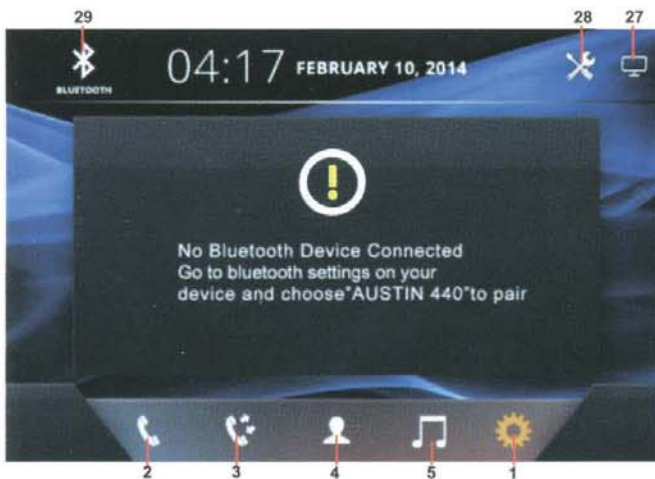 29
28
27
BLUETOOTH
04:17 FEBRUARY 10, 2014
No Bluetooth Device Connected
Go to bluetooth settings on your
device and choose"AUSTIN 440"to pair
2
3
4
5
1